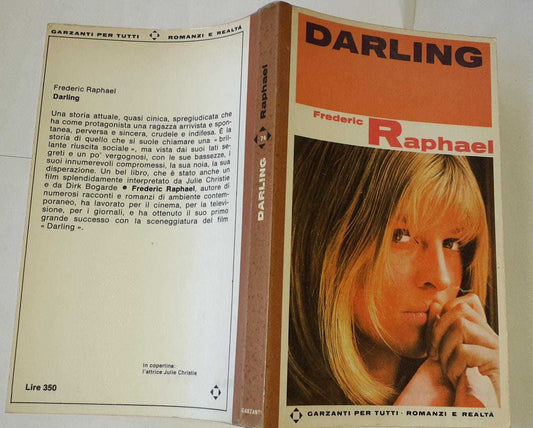 GARZANTI PER TUTTI ROMANZI E REALTÀ
Frederic Raphael
Darling
Una storia attuale, quasi cinica, spregiudicata che
ha come protagonista una ragazza arrivista e spon-
tanea, perversa e sincera, crudele e indifesa. È la
storia di quello che si suole chiamare una « bril-
lante riuscita sociale », ma vista dai suoi lati se-
greti e un po' vergognosi, con le sue bassezze, i
suoi innumerevoli compromessi, la sua noia, la sua
disperazione. Un bel libro, che è stato anche un
film splendidamente interpretato da Julie Christie
e da Dirk Bogarde ● Frederic Raphael, autore di
numerosi racconti e romanzi di ambiente contem-
poraneo, ha lavorato per il cinema, per la televi-
sione, per i giornali, e ha ottenuto il suo primo
grande successo con la sceneggiatura del film
« Darling ».
In copertina:
l'attrice Julie Christie
Lire 350
DARLING Raphael
GARZANTI
DARLING
Frederic
Raphael
GARZANTI PER TUTTI · ROMANZI E REALTÀ